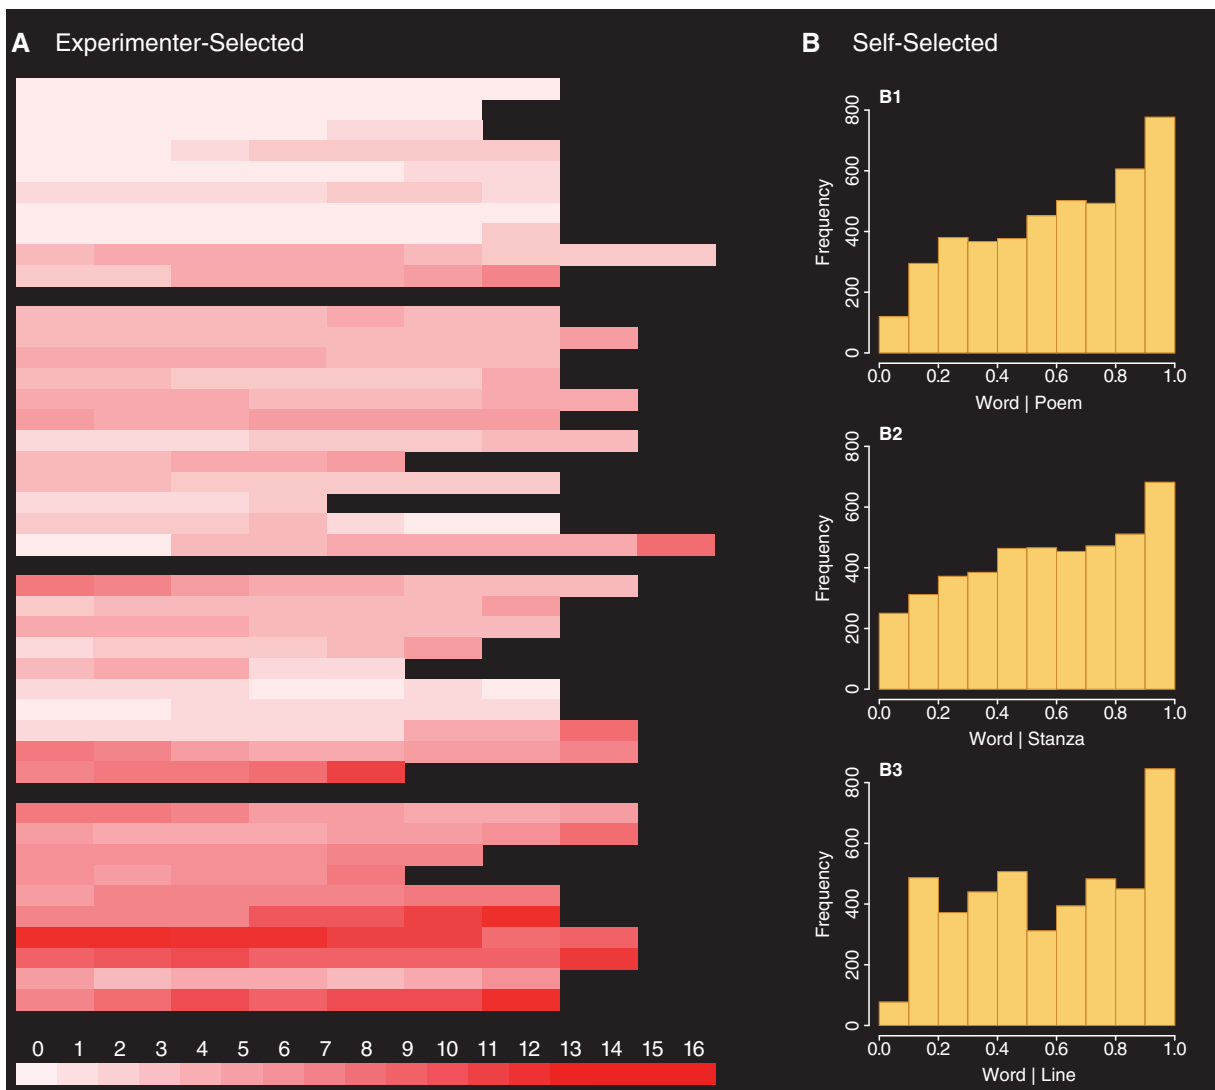 A Experimenter-Selected
0 1 2 3 4 5 6 7 8 9 10 11 12 13 14 15 16
B Self-Selected
B1
Frequency
800
600
400
200
0
0.0 0.2 0.4 0.6 0.8 1.0
Word | Poem
B2
Frequency
800
600
400
200
0
0.0 0.2 0.4 0.6 0.8 1.0
Word | Stanza
B3
Frequency
800
600
400
200
0
0.0 0.2 0.4 0.6 0.8 1.0
Word | Line